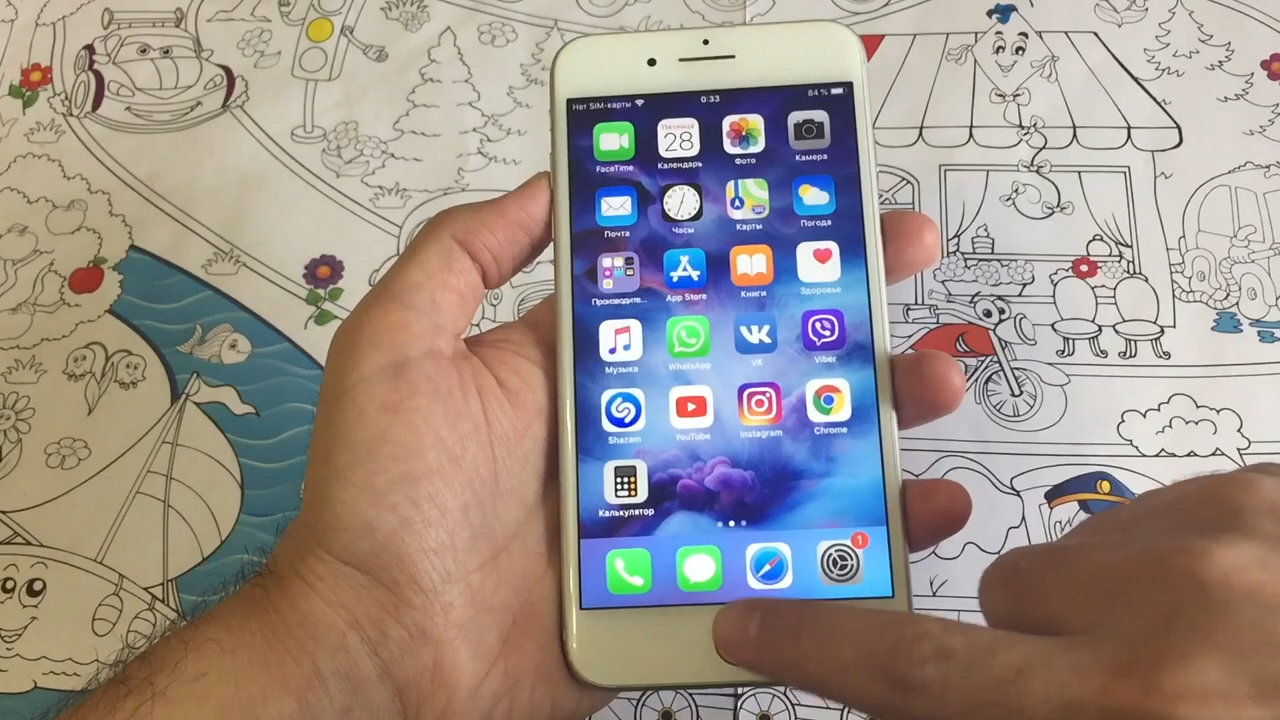 Нет SIM-карты 0:33 84 %
Пятница
28
FaceTime Календарь Фото Камера
280
Почта Часы Карты Погода
Производите... App Store Книги Здоровье
Музыка WhatsApp VK Viber
Shazam YouTube Instagram Chrome
Калькулятор
1